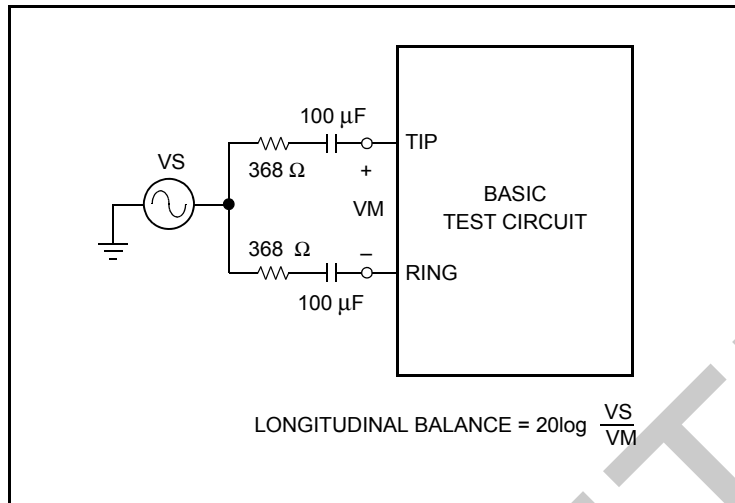 100 μF
TIP
VS
368 Ω
+
BASIC
VM
TEST CIRCUIT
368 Ω
–
RING
100 μF
LONGITUDINAL BALANCE = 20log VS
VM